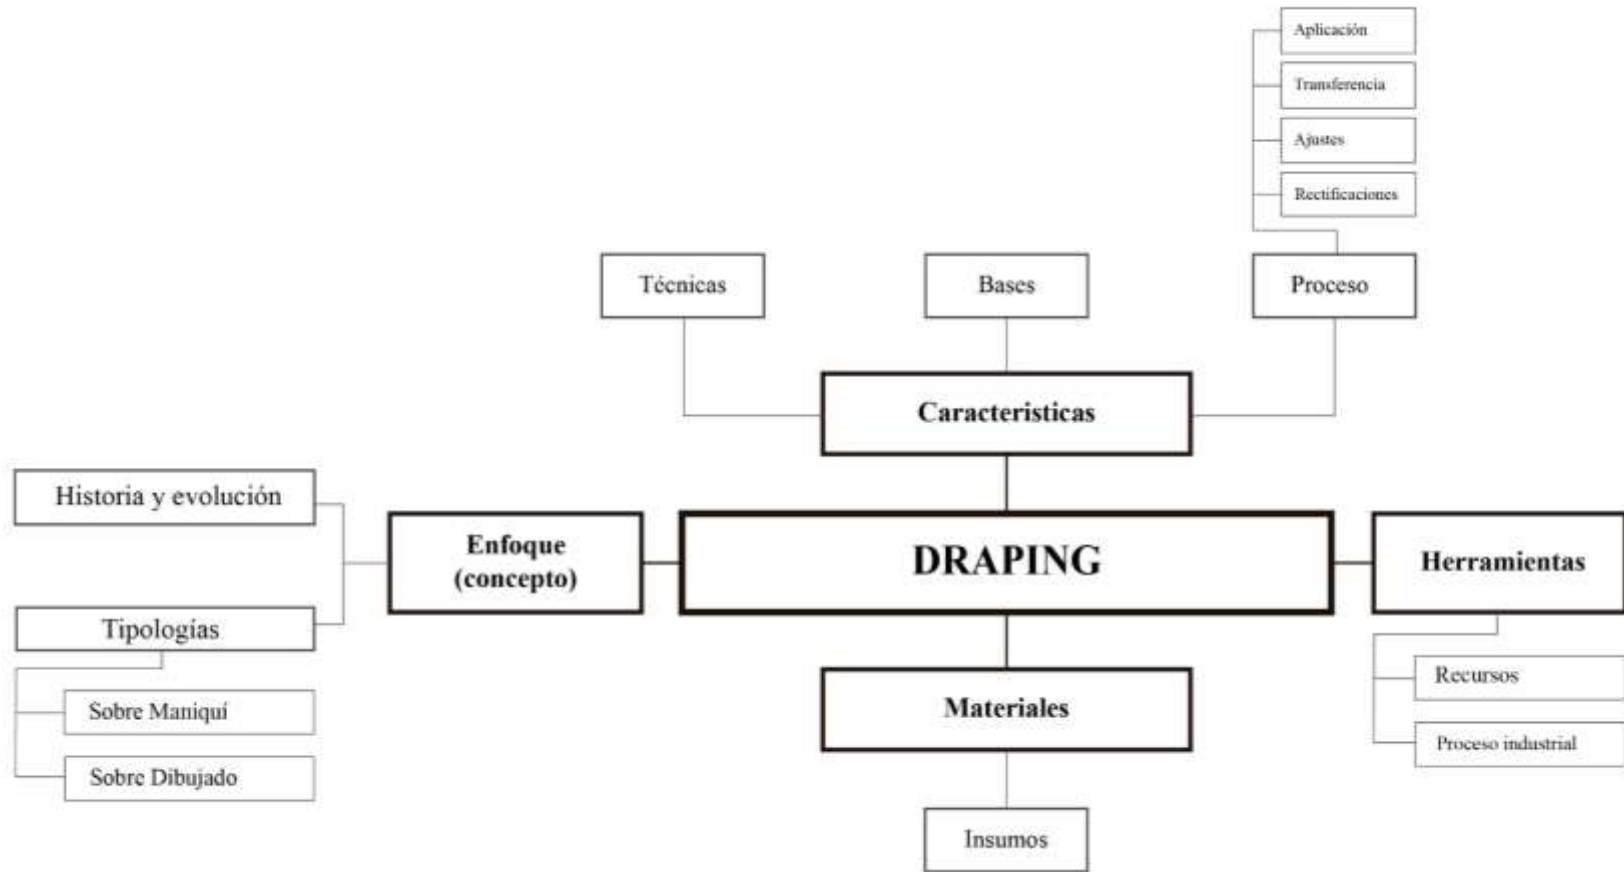 Aplicación
Transferencia
Ajustes
Rectificaciones
Técnicas
Bases
Proceso
Caracteristicas
Historia y evolución
Enfoque
(concepto)
DRAPING
Herramientas
Tipologías
Sobre Maniquí
Sobre Dibujado
Materiales
Recursos
Proceso industrial
Insumos